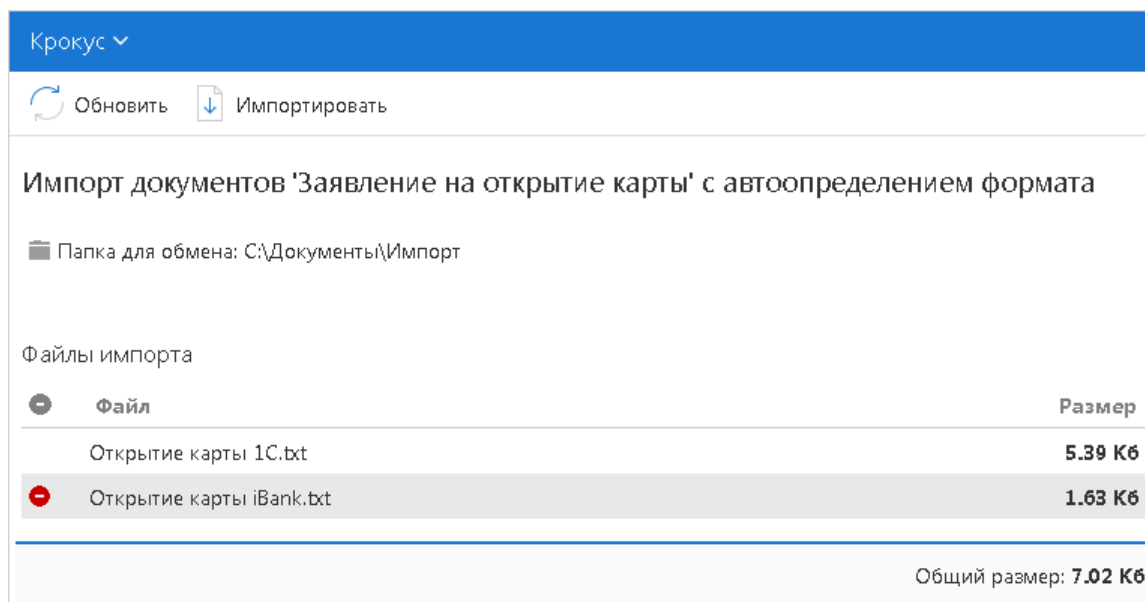 Крокус
Обновить Импортировать
Импорт документов 'Заявление на открытие карты' с автоопределением формата
Папка для обмена: C:\Документы\Импорт
Файлы импорта
Файл Размер
Открытие карты 1C.txt 5.39 Кб
Открытие карты iBank.txt 1.63 Кб
Общий размер: 7.02 Кб